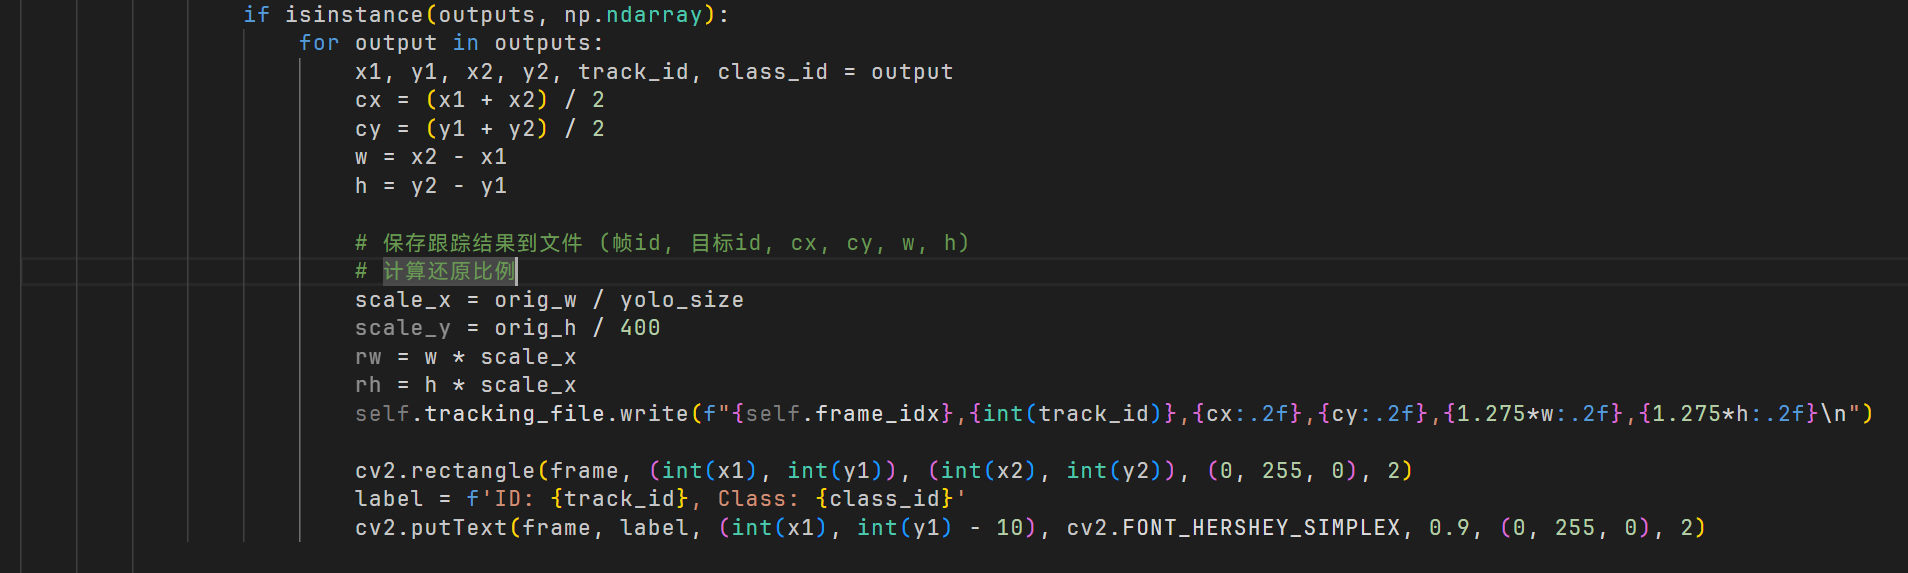 if isinstance(outputs, np.ndarray):
for output in outputs:
x1, y1, x2, y2, track_id, class_id = output
cx = (x1 + x2) / 2
cy = (y1 + y2) / 2
w = x2 - x1
h = y2 - y1
# 保存跟踪结果到文件 (帧id, 目标id, cx, cy, w, h)
# 计算还原比例
scale_x = orig_w / yolo_size
scale_y = orig_h / 400
rw = w * scale_x
rh = h * scale_x
self.tracking_file.write(f"{self.frame_idx},{int(track_id)},{cx:.2f},{cy:.2f},{1.275*w:.2f},{1.275*h:.2f}\n")
cv2.rectangle(frame, (int(x1), int(y1)), (int(x2), int(y2)), (0, 255, 0), 2)
label = f'ID: {track_id}, Class: {class_id}'
cv2.putText(frame, label, (int(x1), int(y1) - 10), cv2.FONT_HERSHEY_SIMPLEX, 0.9, (0, 255, 0), 2)